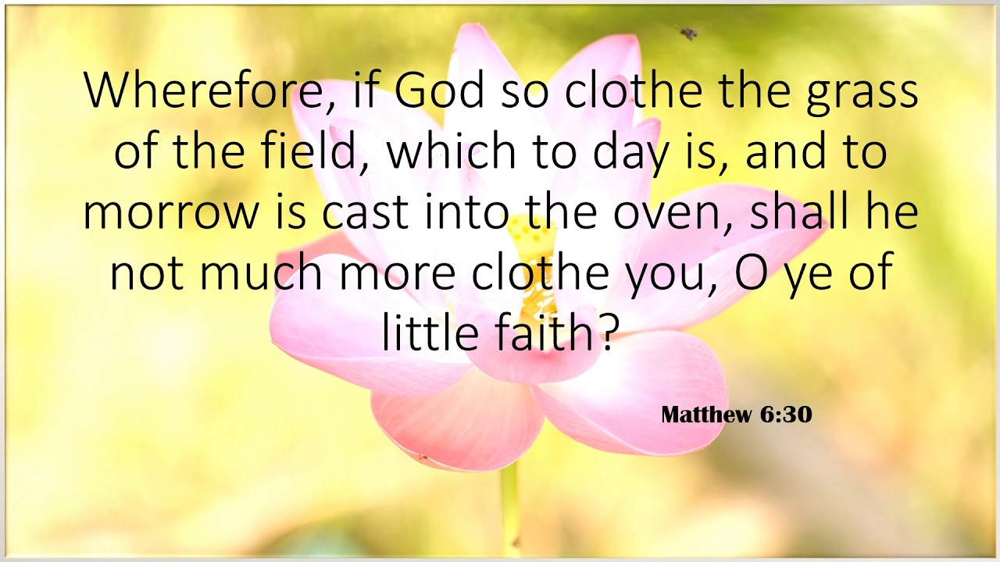 Wherefore, if God so clothe the grass
of the field, which to day is, and to
morrow is cast into the oven, shall he
not much more clothe you, O ye of
little faith?
Matthew 6:30